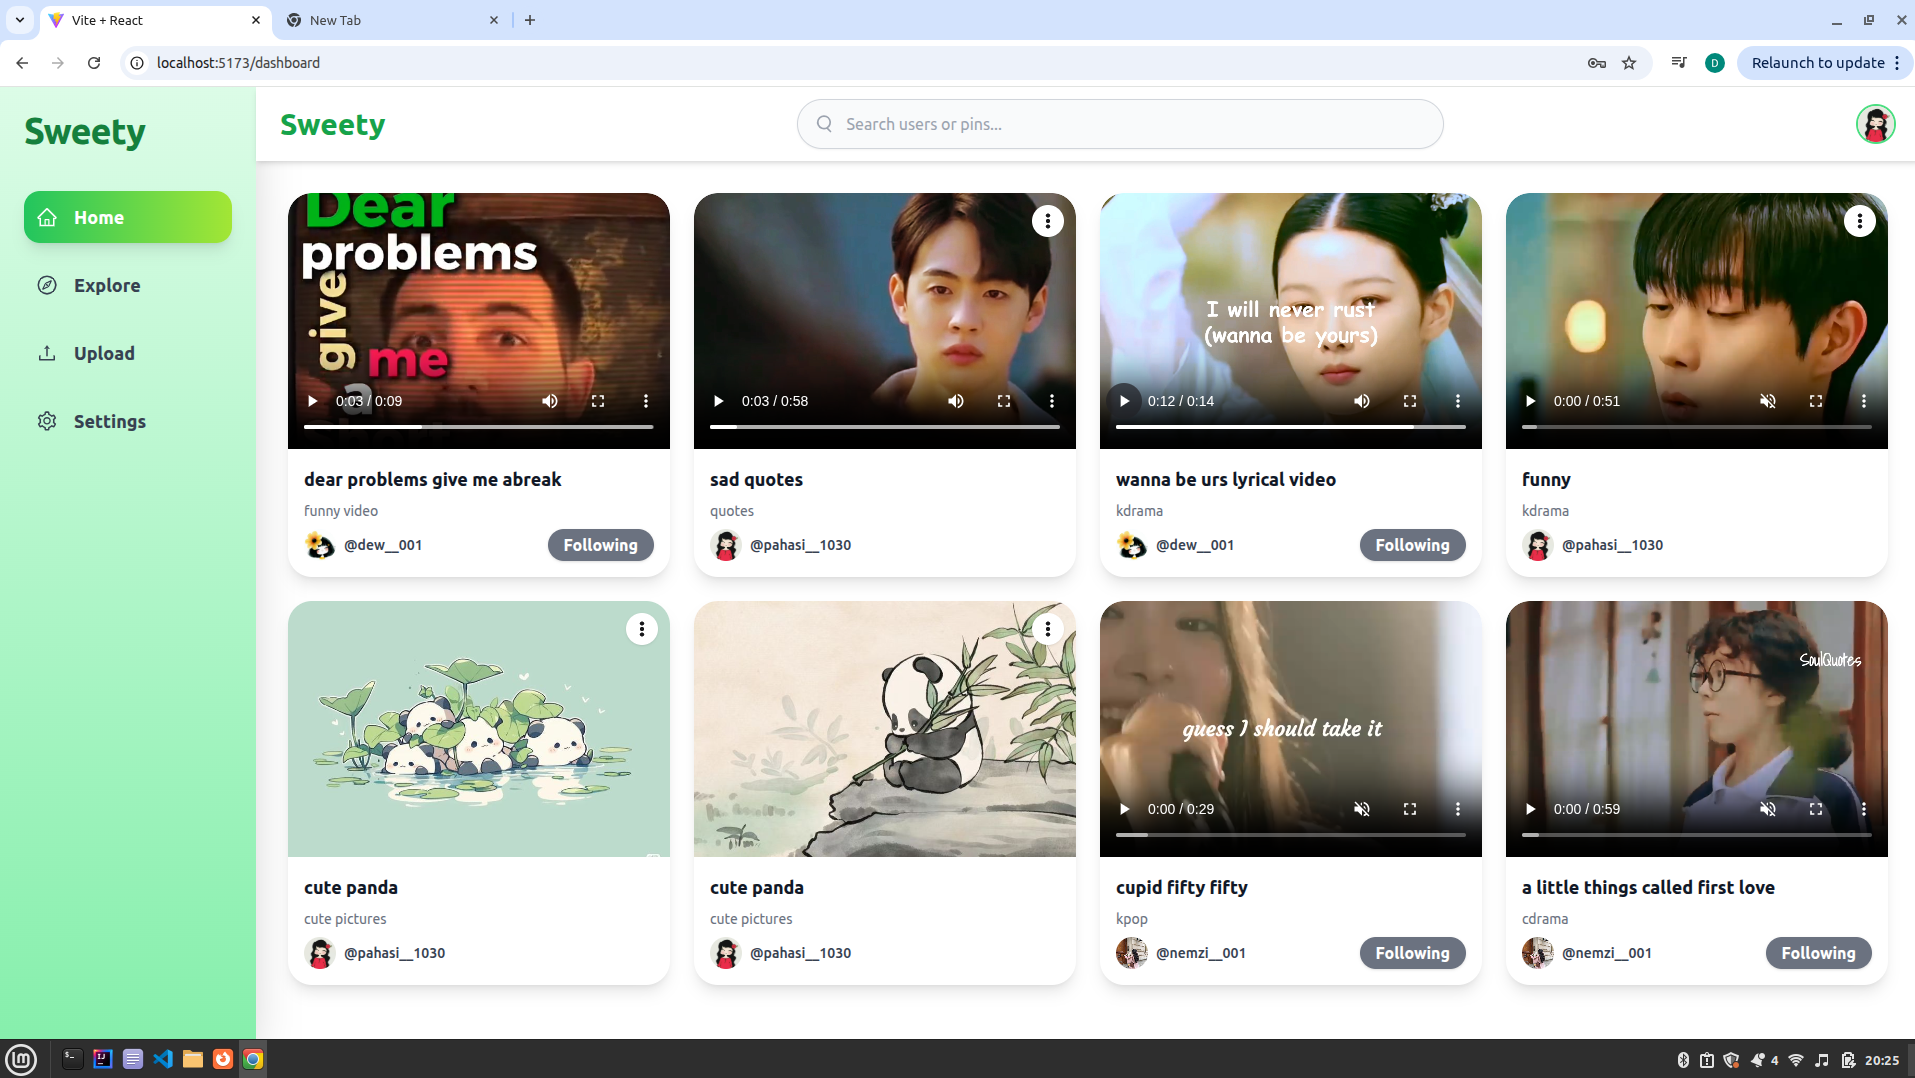 Vite + React
New Tab
localhost:5173/dashboard
D
Relaunch to update
Sweety
Home
Explore
Upload
Settings
Sweety
Search users or pins...
Dear
problems
give
me
a
0:03 / 0:09
dear problems give me abreak
funny video
@dew__001
Following
0:03 / 0:58
sad quotes
quotes
@pahasi__1030
I will never rust
(wanna be yours)
0:12 / 0:14
wanna be urs lyrical video
kdrama
@dew__001
Following
0:00 / 0:51
funny
kdrama
@pahasi__1030
cute panda
cute pictures
@pahasi__1030
cute panda
cute pictures
@pahasi__1030
guess I should take it
0:00 / 0:29
cupid fifty fifty
kpop
@nemzi__001
Following
SoulQuotes
0:00 / 0:59
a little things called first love
cdrama
@nemzi__001
Following
4
20:25